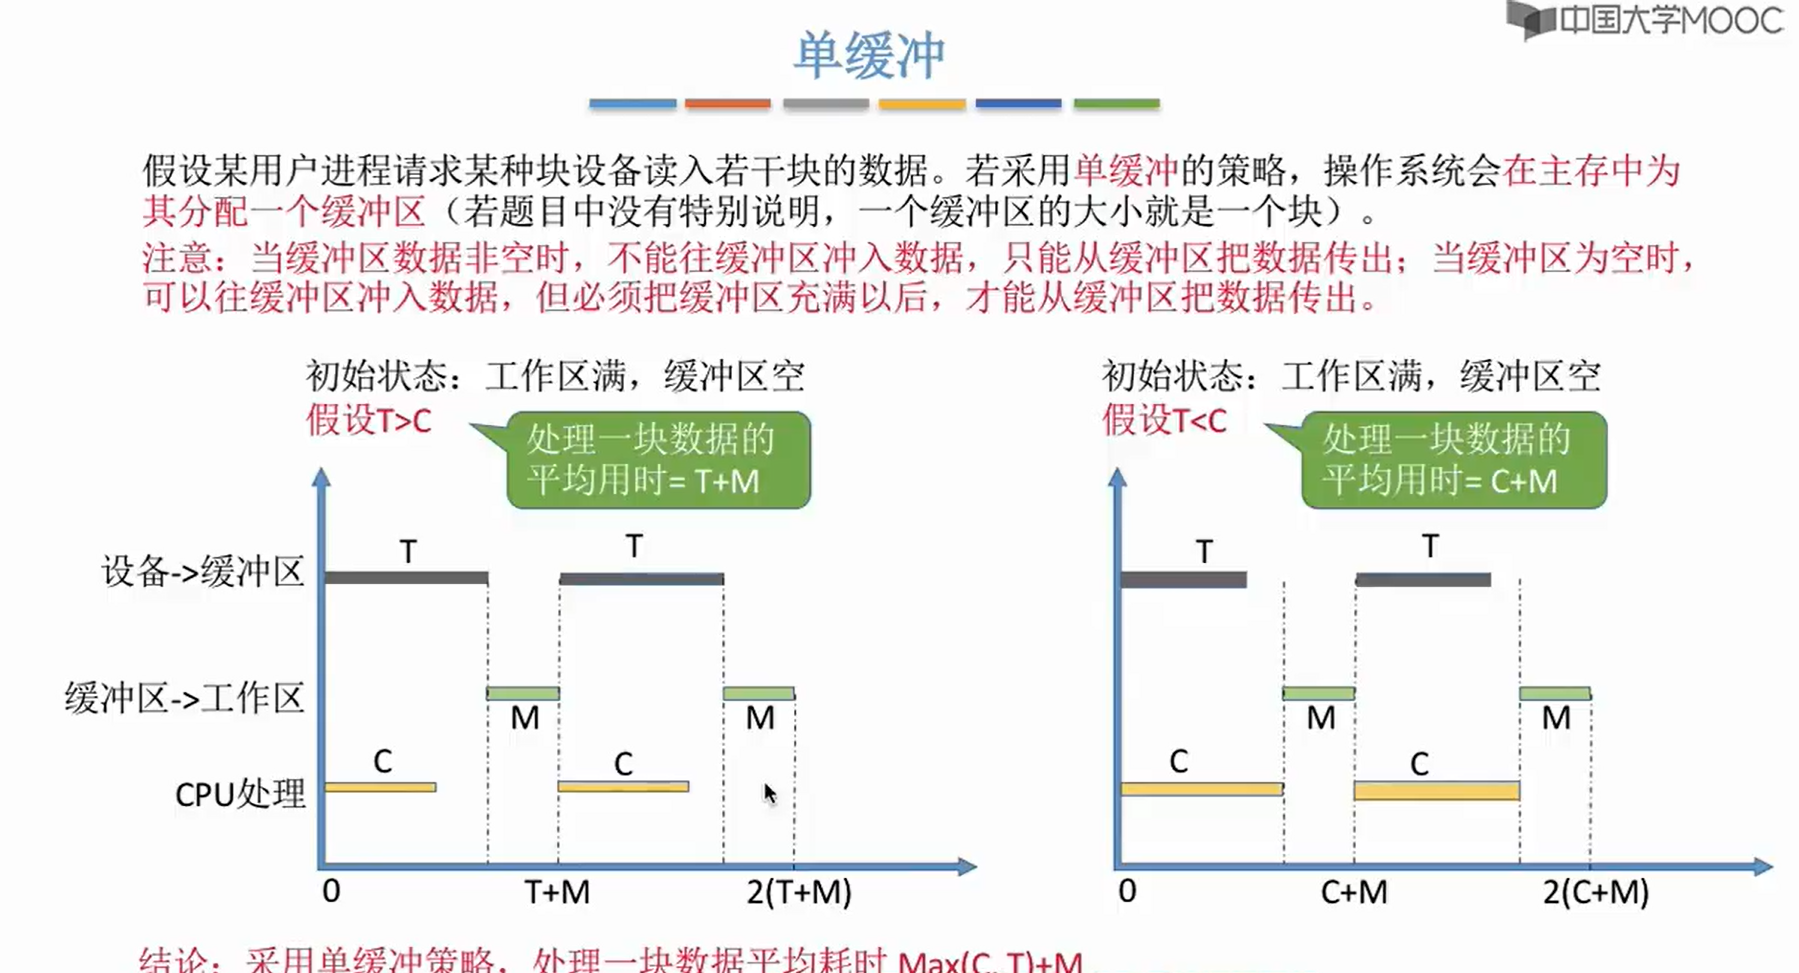 中国大学MOOC
单缓冲
假设某用户进程请求某种块设备读入若干块的数据。若采用单缓冲的策略，操作系统会在主存中为
其分配一个缓冲区（若题目中没有特别说明，一个缓冲区的大小就是一个块）。
注意：当缓冲区数据非空时，不能往缓冲区冲入数据，只能从缓冲区把数据传出；当缓冲区为空时，
可以往缓冲区冲入数据，但必须把缓冲区充满以后，才能从缓冲区把数据传出。
初始状态：工作区满，缓冲区空
假设T>C
处理一块数据的
平均用时= T+M
T
T
设备->缓冲区
缓冲区->工作区
M
M
C
C
CPU处理
0
T+M
2(T+M)
初始状态：工作区满，缓冲区空
假设T<C
处理一块数据的
平均用时= C+M
T
T
M
M
C
C
0
C+M
2(C+M)
结论：采用单缓冲策略，处理一块数据平均耗时 Max(C, T)+M